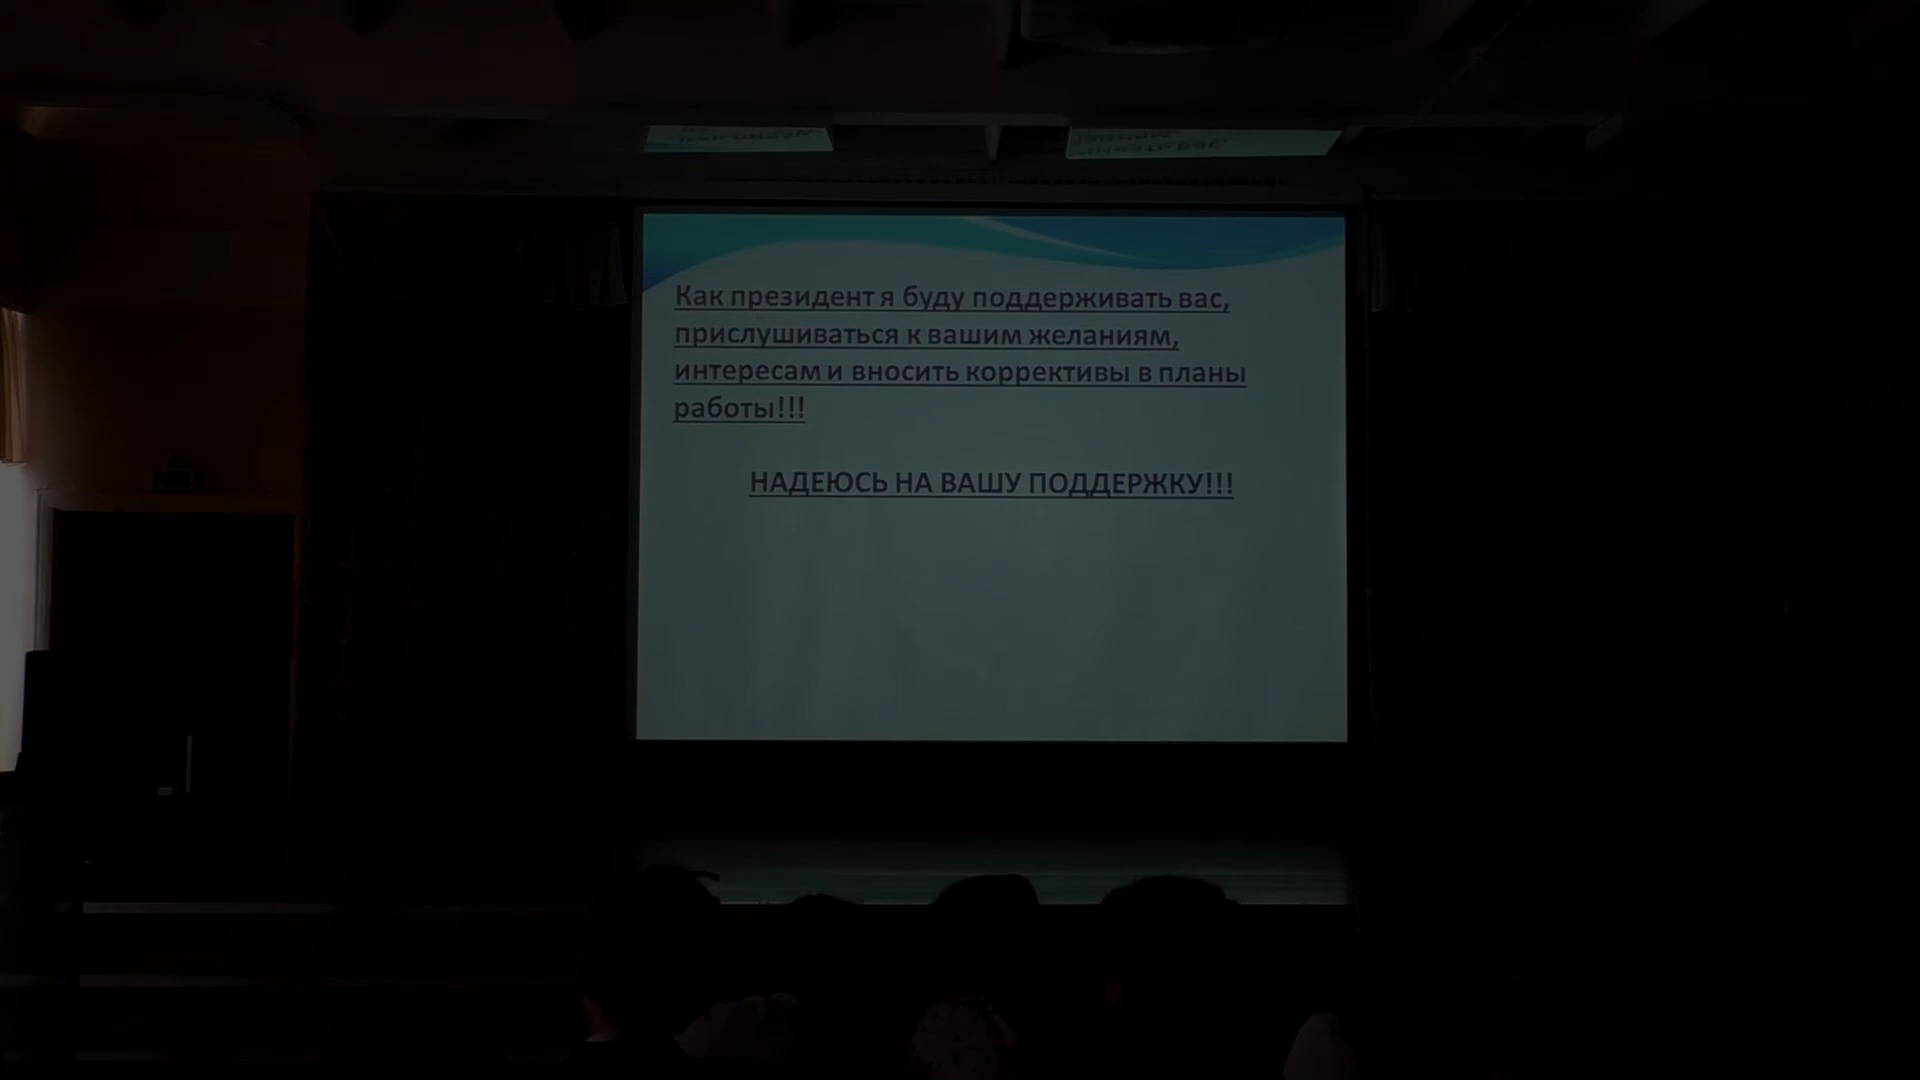 Как президент я буду поддерживать вас,
прислушиваться к вашим желаниям,
интересам и вносить коррективы в планы
работы!!!
НАДЕЮСЬ НА ВАШУ ПОДДЕРЖКУ!!!